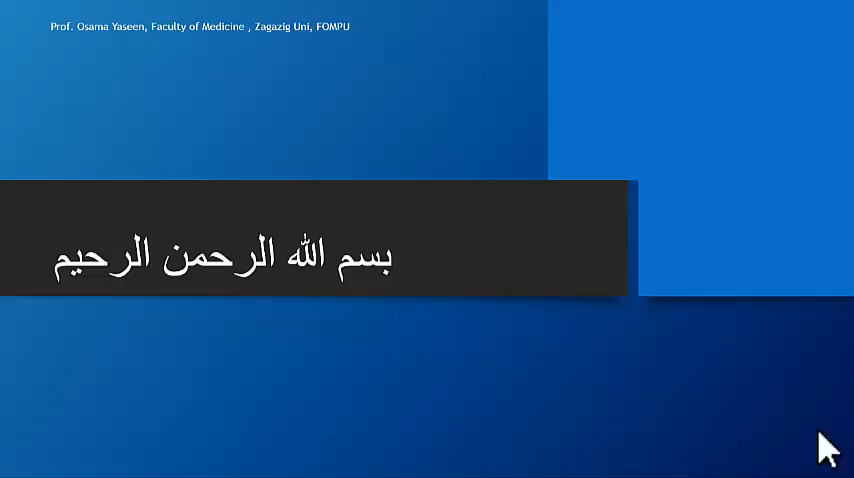 Prof. Osama Yaseen, Faculty of Medicine , Zagazig Uni, FOMPU
بسم الله الرحمن الرحيم